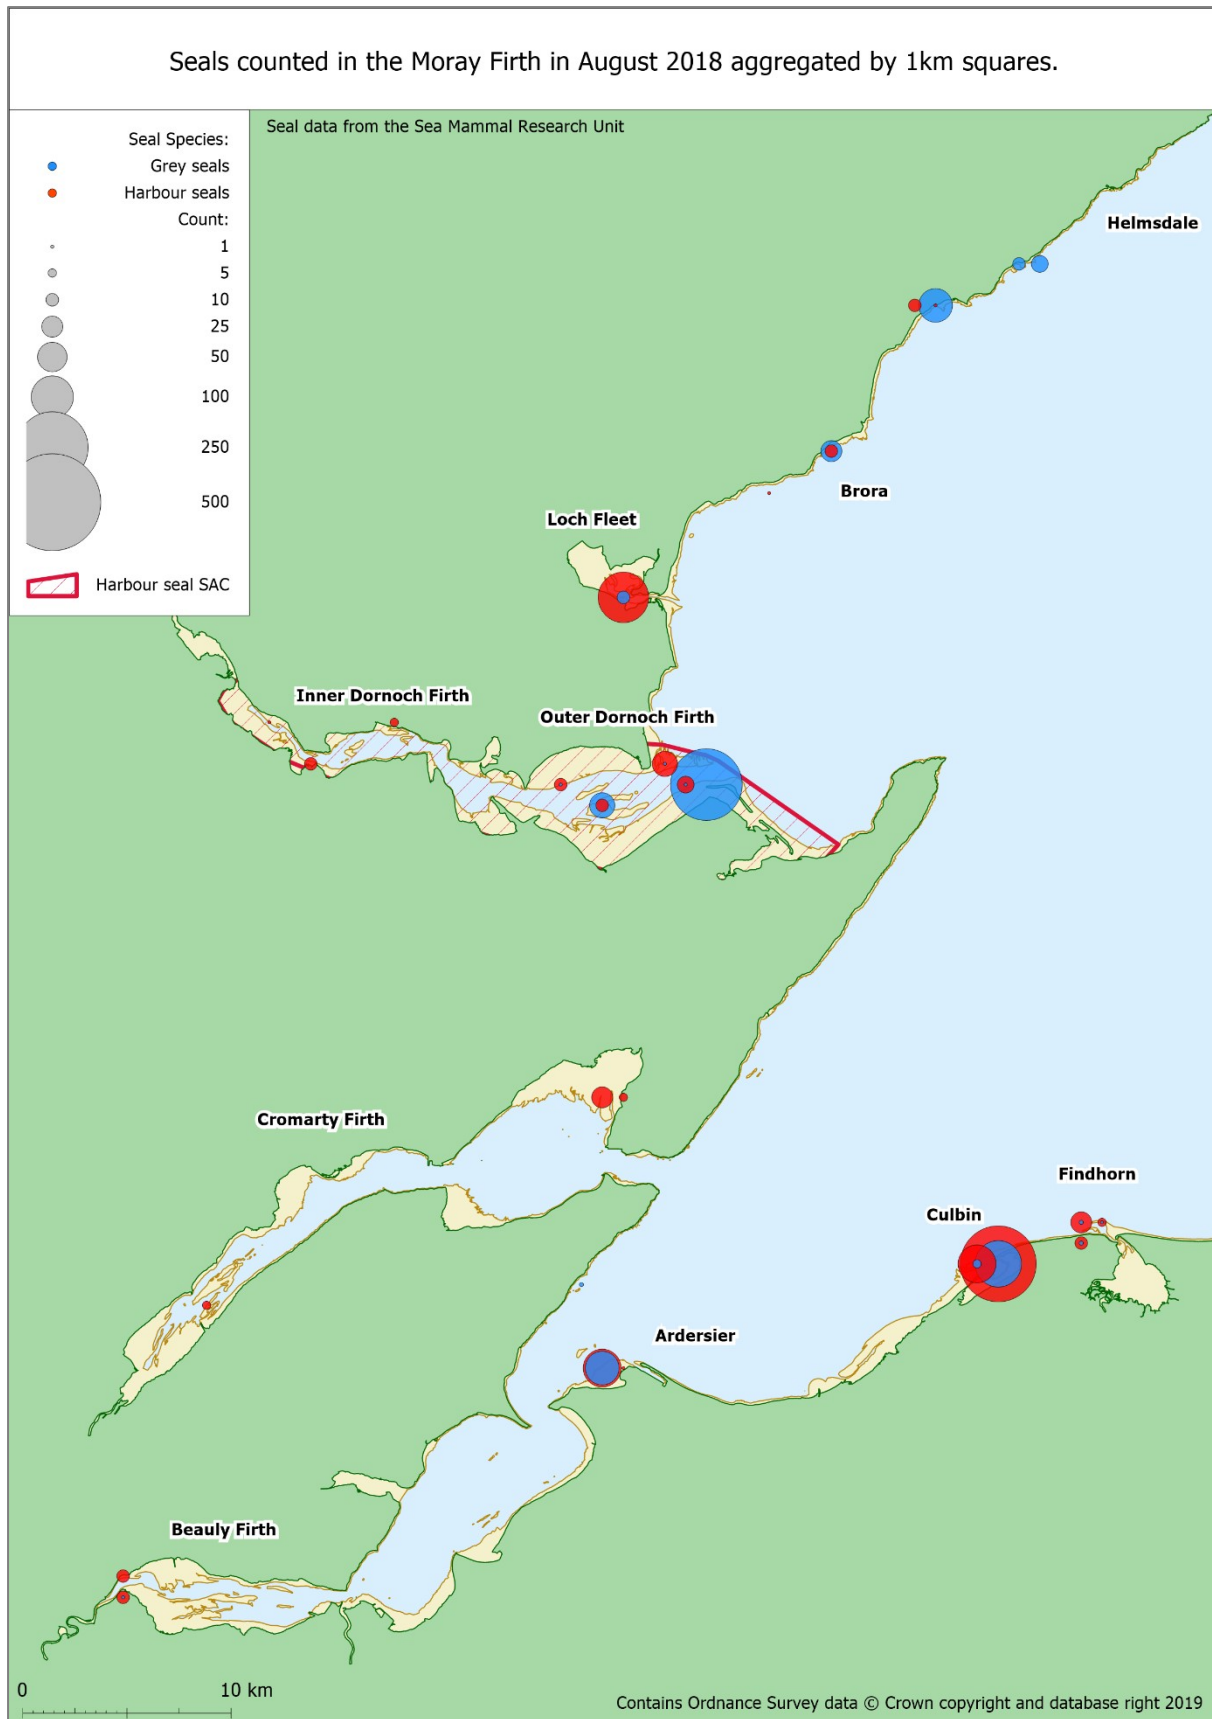 Seals counted in the Moray Firth in August 2018 aggregated by 1km squares.
Seal data from the Sea Mammal Research Unit
Seal Species:
Grey seals
Harbour seals
Count:
1
5
10
25
50
100
250
500
Harbour seal SAC
Helmsdale
Brora
Loch Fleet
Inner Dornoch Firth
Outer Dornoch Firth
Cromarty Firth
Findhorn
Culbin
Ardersier
Beauly Firth
0 10 km
Contains Ordnance Survey data © Crown copyright and database right 2019